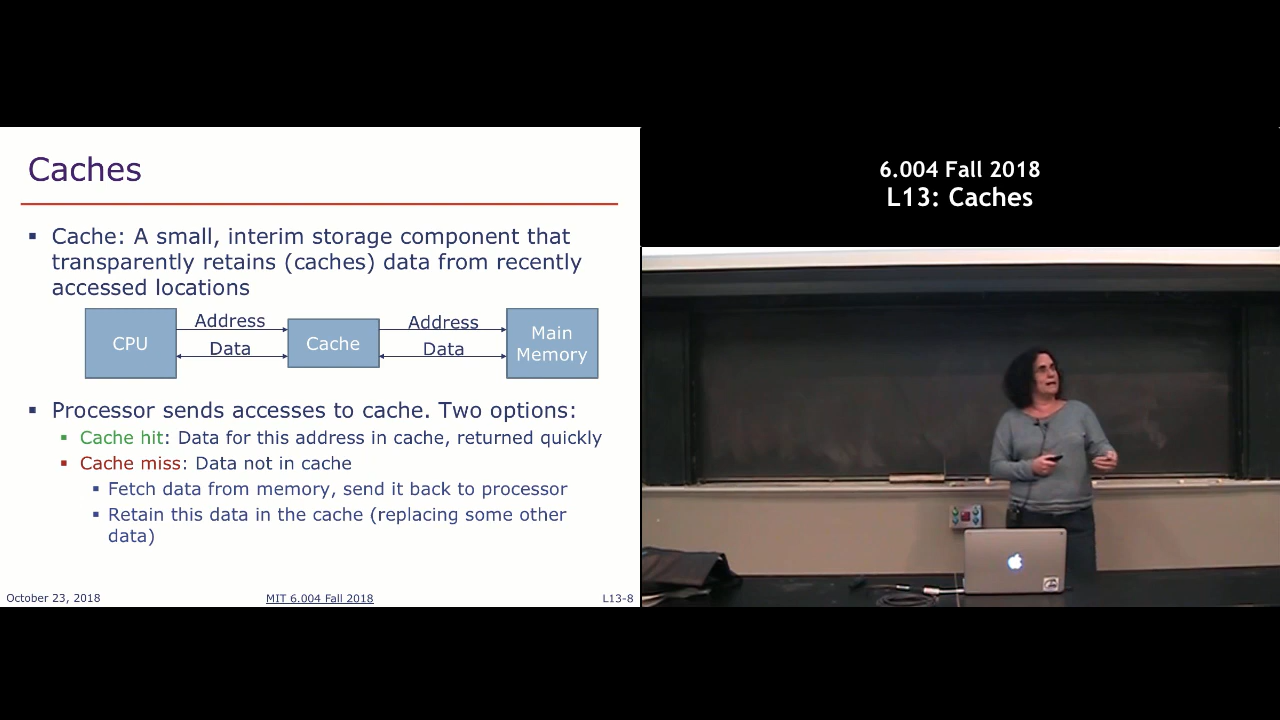 Caches
Cache: A small, interim storage component that
transparently retains (caches) data from recently
accessed locations
CPU
Address
Data
Cache
Address
Data
Main
Memory
Processor sends accesses to cache. Two options:
Cache hit: Data for this address in cache, returned quickly
Cache miss: Data not in cache
Fetch data from memory, send it back to processor
Retain this data in the cache (replacing some other
data)
October 23, 2018
MIT 6.004 Fall 2018
L13-8
6.004 Fall 2018
L13: Caches